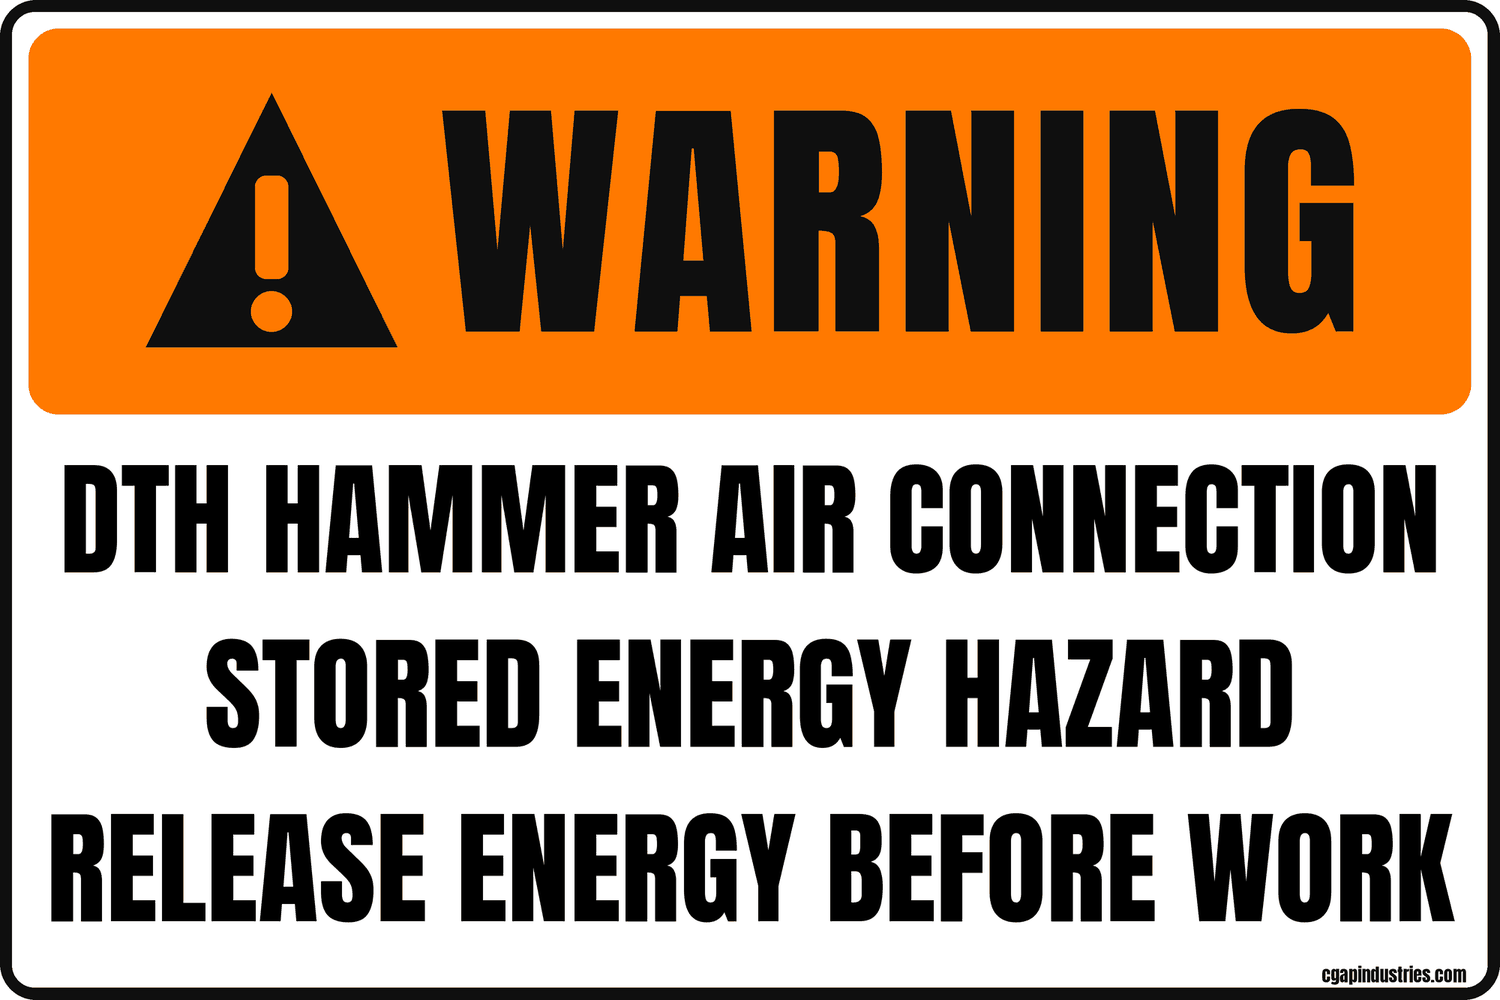 WARNING
DTH HAMMER AIR CONNECTION
STORED ENERGY HAZARD
RELEASE ENERGY BEFORE WORK
cgapindustries.com